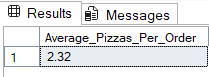 Results Messages
Average_Pizzas_Per_Order
1 2.32